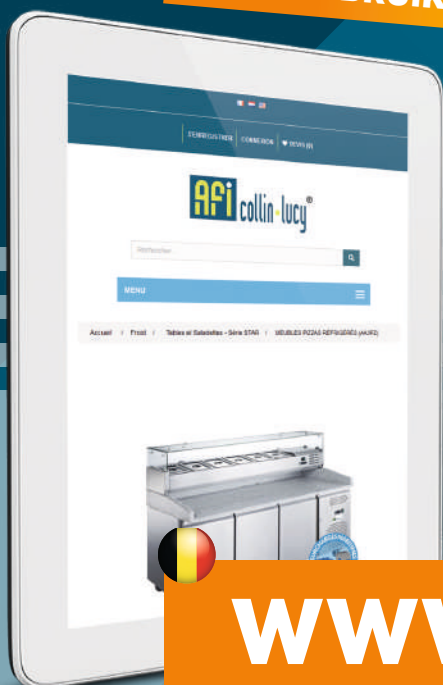 S'ENREGISTRER CONNEXION DEVIS (0)
AFi collin·lucy®
Rechercher
MENU
Accueil / Froid / Tables et Saladettes - Série STAR / MEUBLES PIZZAS RÉFRIGÉRÉS
WWW